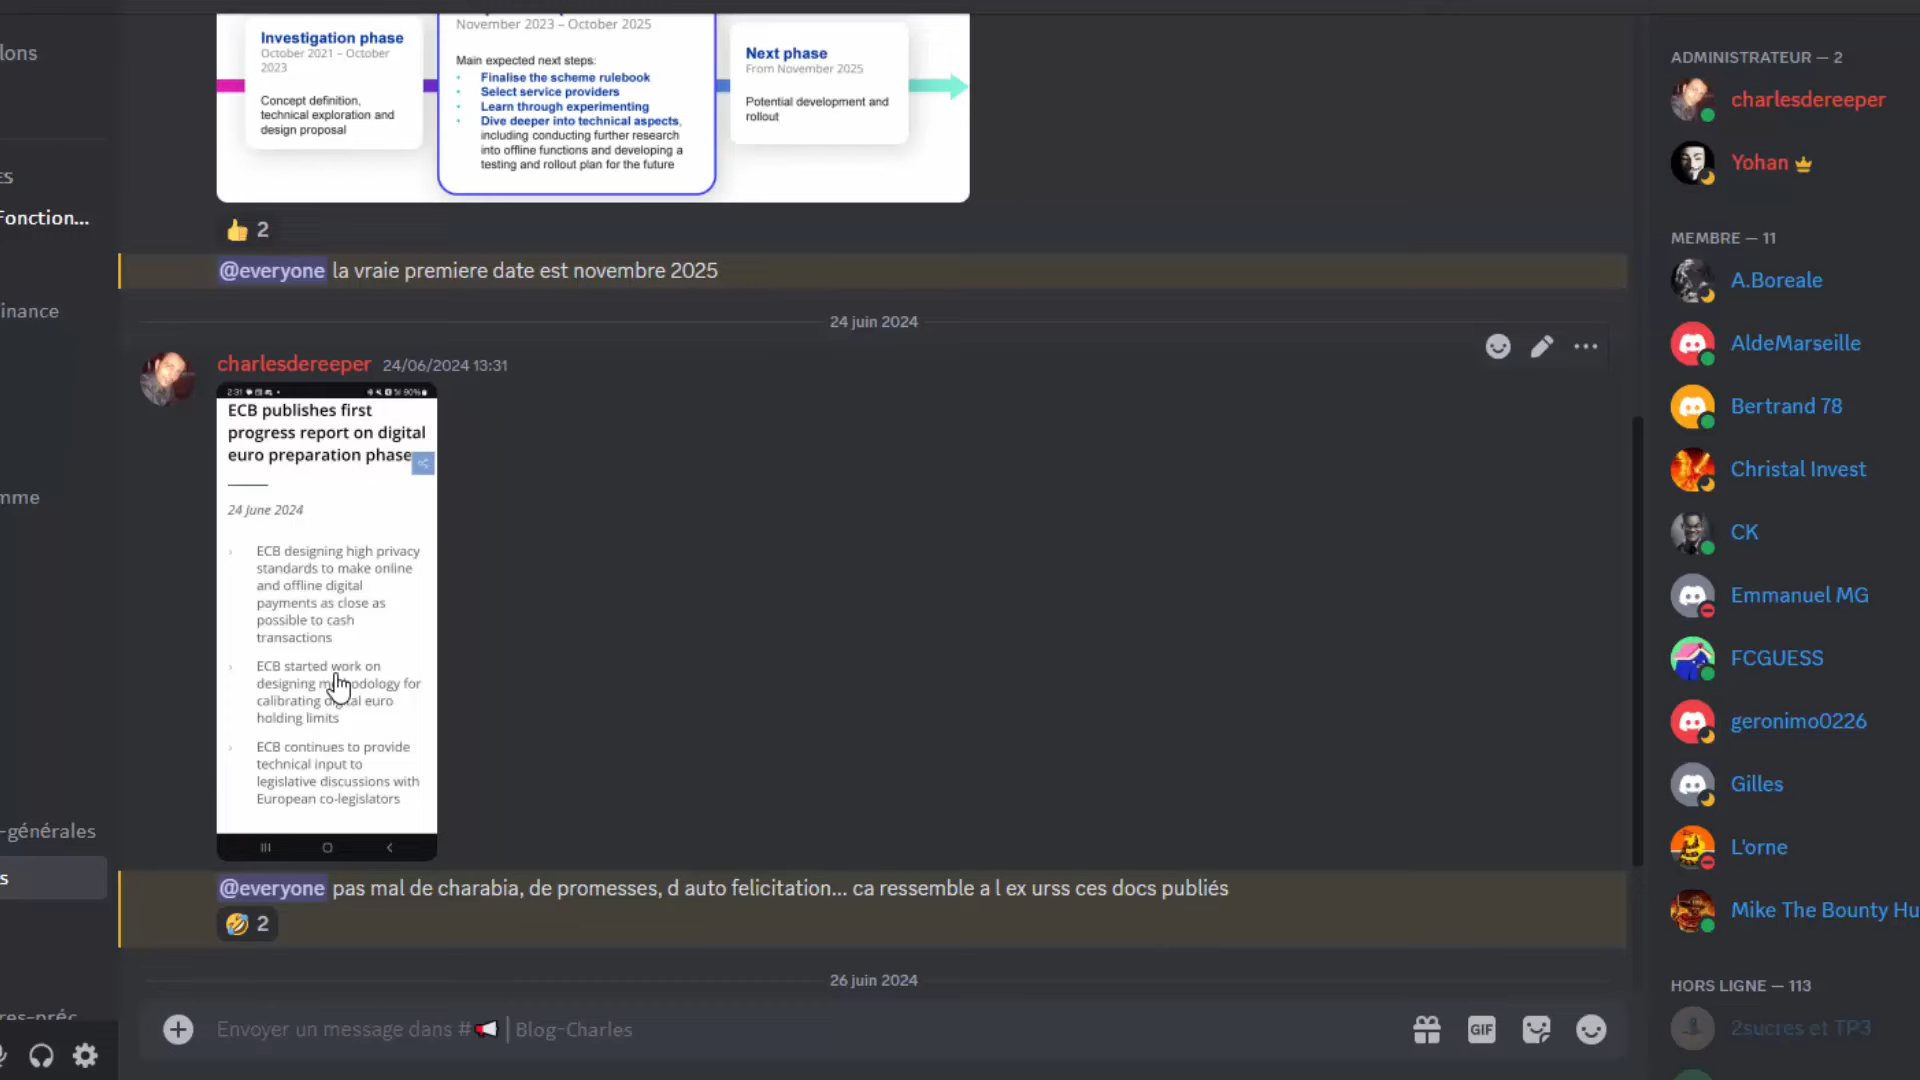 lons
ES
Fonction...
inance
mme
-générales
s
res-préc
Investigation phase
October 2021 – October
2023
Concept definition,
technical exploration and
design proposal
November 2023 – October 2025
Main expected next steps:
• Finalise the scheme rulebook
• Select service providers
• Learn through experimenting
• Dive deeper into technical aspects,
including conducting further research
into offline functions and developing a
testing and rollout plan for the future
Next phase
From November 2025
Potential development and
rollout
👍 2
@everyone la vraie premiere date est novembre 2025
24 juin 2024
charlesdereeper 24/06/2024 13:31
2:31 90%
ECB publishes first
progress report on digital
euro preparation phase
24 June 2024
› ECB designing high privacy
standards to make online
and offline digital
payments as close as
possible to cash
transactions
› ECB started work on
designing methodology for
calibrating digital euro
holding limits
› ECB continues to provide
technical input to
legislative discussions with
European co-legislators
@everyone pas mal de charabia, de promesses, d auto felicitation... ca ressemble a l ex urss ces docs publiés
🤣 2
26 juin 2024
Envoyer un message dans #📢 | Blog-Charles
GIF
ADMINISTRATEUR — 2
charlesdereeper
Yohan
MEMBRE — 11
A.Boreale
AldeMarseille
Bertrand 78
Christal Invest
CK
Emmanuel MG
FCGUESS
geronimo0226
Gilles
L'orne
Mike The Bounty Hu
HORS LIGNE — 113
2sucres et TP3